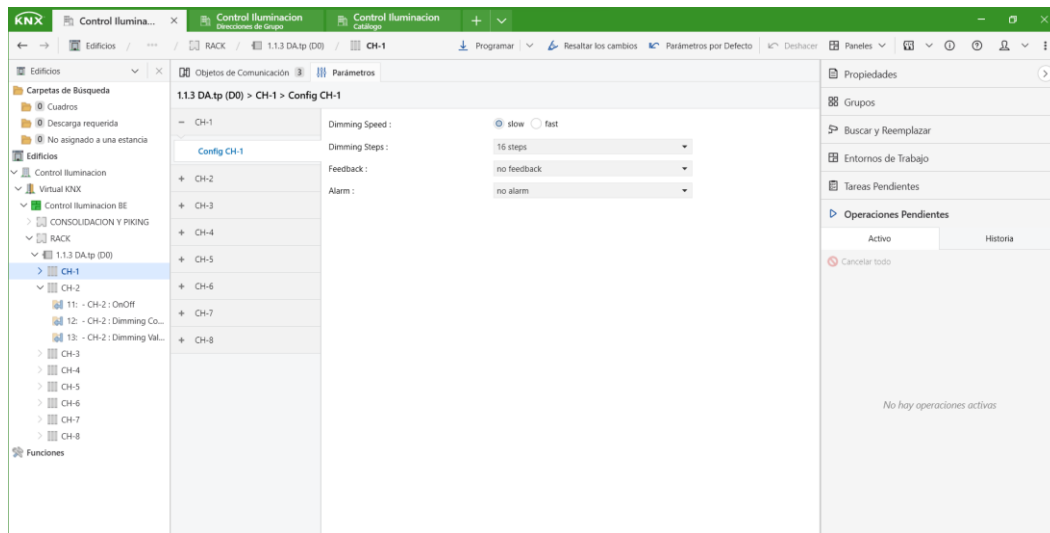 KNX Control Ilumina... Control Iluminacion Direcciones de Grupo Control Iluminacion Catálogo
Edificios / ... / RACK / 1.1.3 DA.tp (D0) / CH-1 Programar Resaltar los cambios Parámetros por Defecto Deshacer Paneles
Edificios
Carpetas de Búsqueda
0 Cuadros
0 Descarga requerida
0 No asignado a una estancia
Edificios
Control Iluminacion
Virtual KNX
Control Iluminacion BE
CONSOLIDACION Y PIKING
RACK
1.1.3 DA.tp (D0)
CH-1
CH-2
11: - CH-2 : OnOff
12: - CH-2 : Dimming Co...
13: - CH-2 : Dimming Val...
CH-3
CH-4
CH-5
CH-6
CH-7
CH-8
Funciones
Objetos de Comunicación 3 Parámetros
1.1.3 DA.tp (D0) > CH-1 > Config CH-1
CH-1
Config CH-1
CH-2
CH-3
CH-4
CH-5
CH-6
CH-7
CH-8
Dimming Speed : slow fast
Dimming Steps : 16 steps
Feedback : no feedback
Alarm : no alarm
Propiedades
Grupos
Buscar y Reemplazar
Entornos de Trabajo
Tareas Pendientes
Operaciones Pendientes
Activo Historia
Cancelar todo
No hay operaciones activas